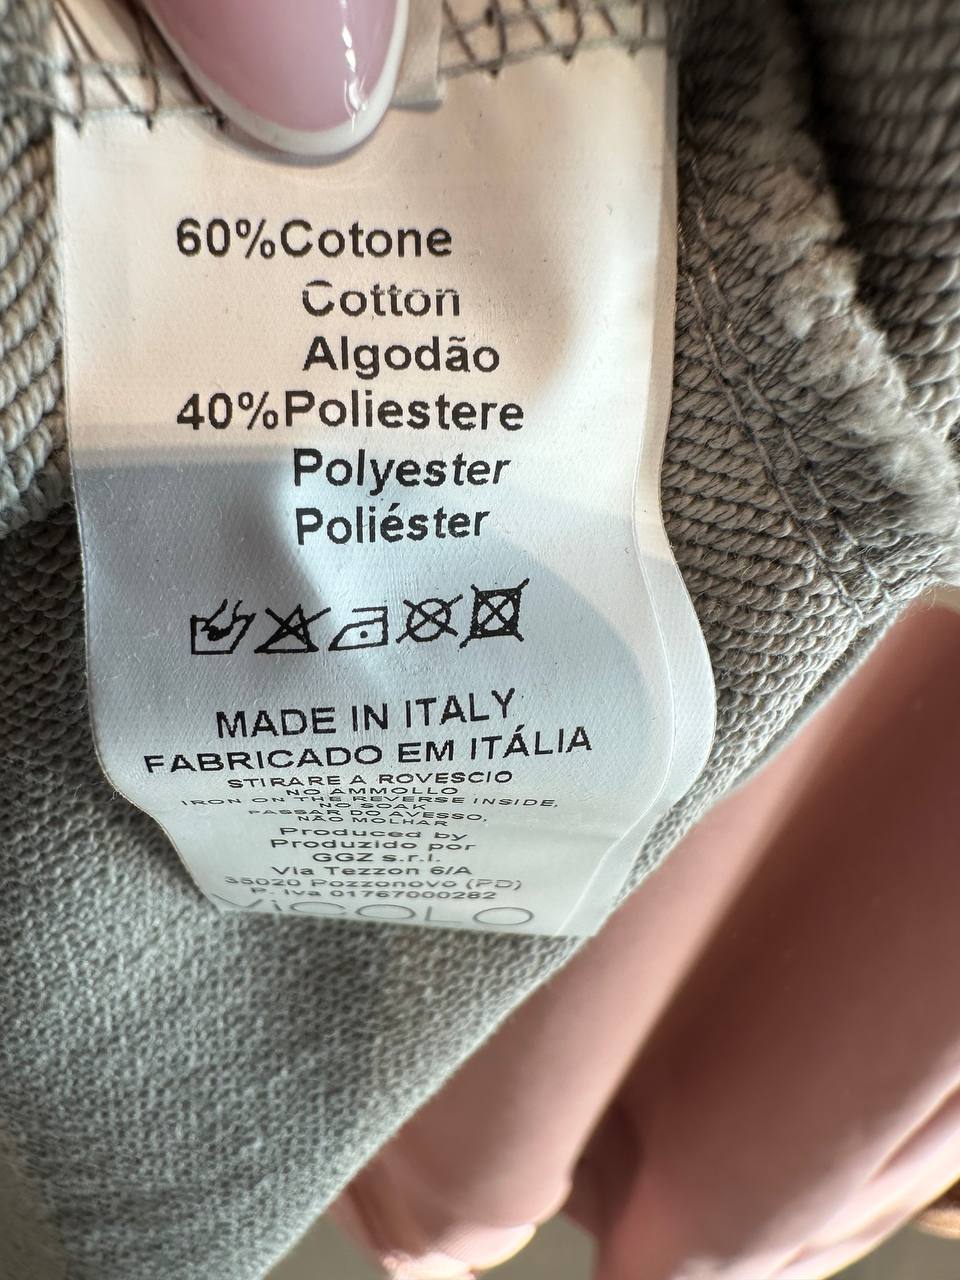 60%Cotone
Cotton
Algodão
40%Poliestere
Polyester
Poliéster
MADE IN ITALY
FABRICADO EM ITÁLIA
STIRARE A ROVESCIO
NO AMMOLLO
IRON ON THE REVERSE INSIDE,
NO SOAK
PASSAR DO AVESSO,
NÃO MOLHAR
Produced by
Produzido por
GGZ s.r.l.
Via Tezzon 6/A
35020 Pozzonovo (PD)
P. Iva 01767000282
ViCOLO